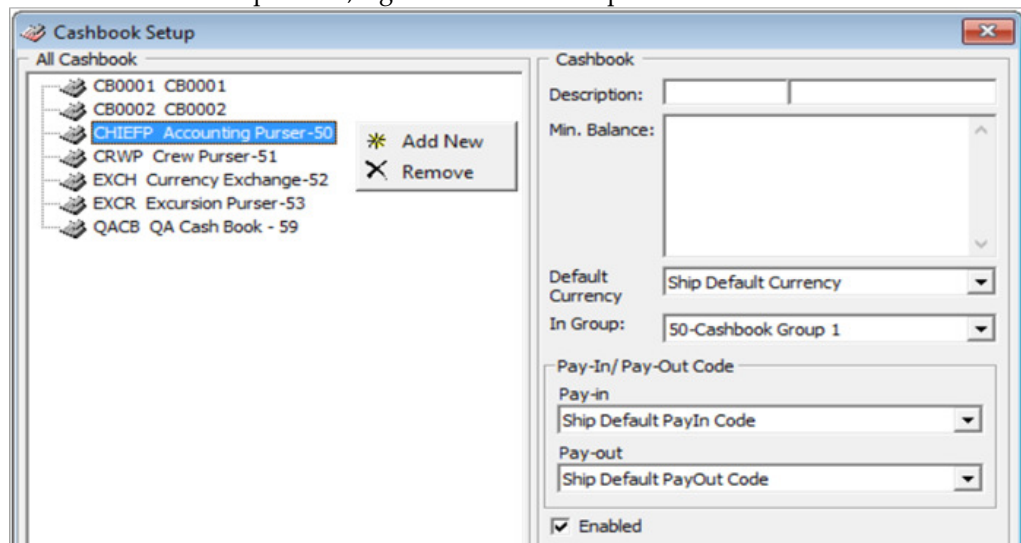 Cashbook Setup
All Cashbook
CB0001 CB0001
CB0002 CB0002
CHIEFP Accounting Purser-50
CRWP Crew Purser-51
EXCH Currency Exchange-52
EXCR Excursion Purser-53
QACB QA Cash Book - 59
Add New
Remove
Cashbook
Description:
Min. Balance:
Default
Currency
Ship Default Currency
In Group:
50-Cashbook Group 1
Pay-In/ Pay-Out Code
Pay-in
Ship Default PayIn Code
Pay-out
Ship Default PayOut Code
Enabled